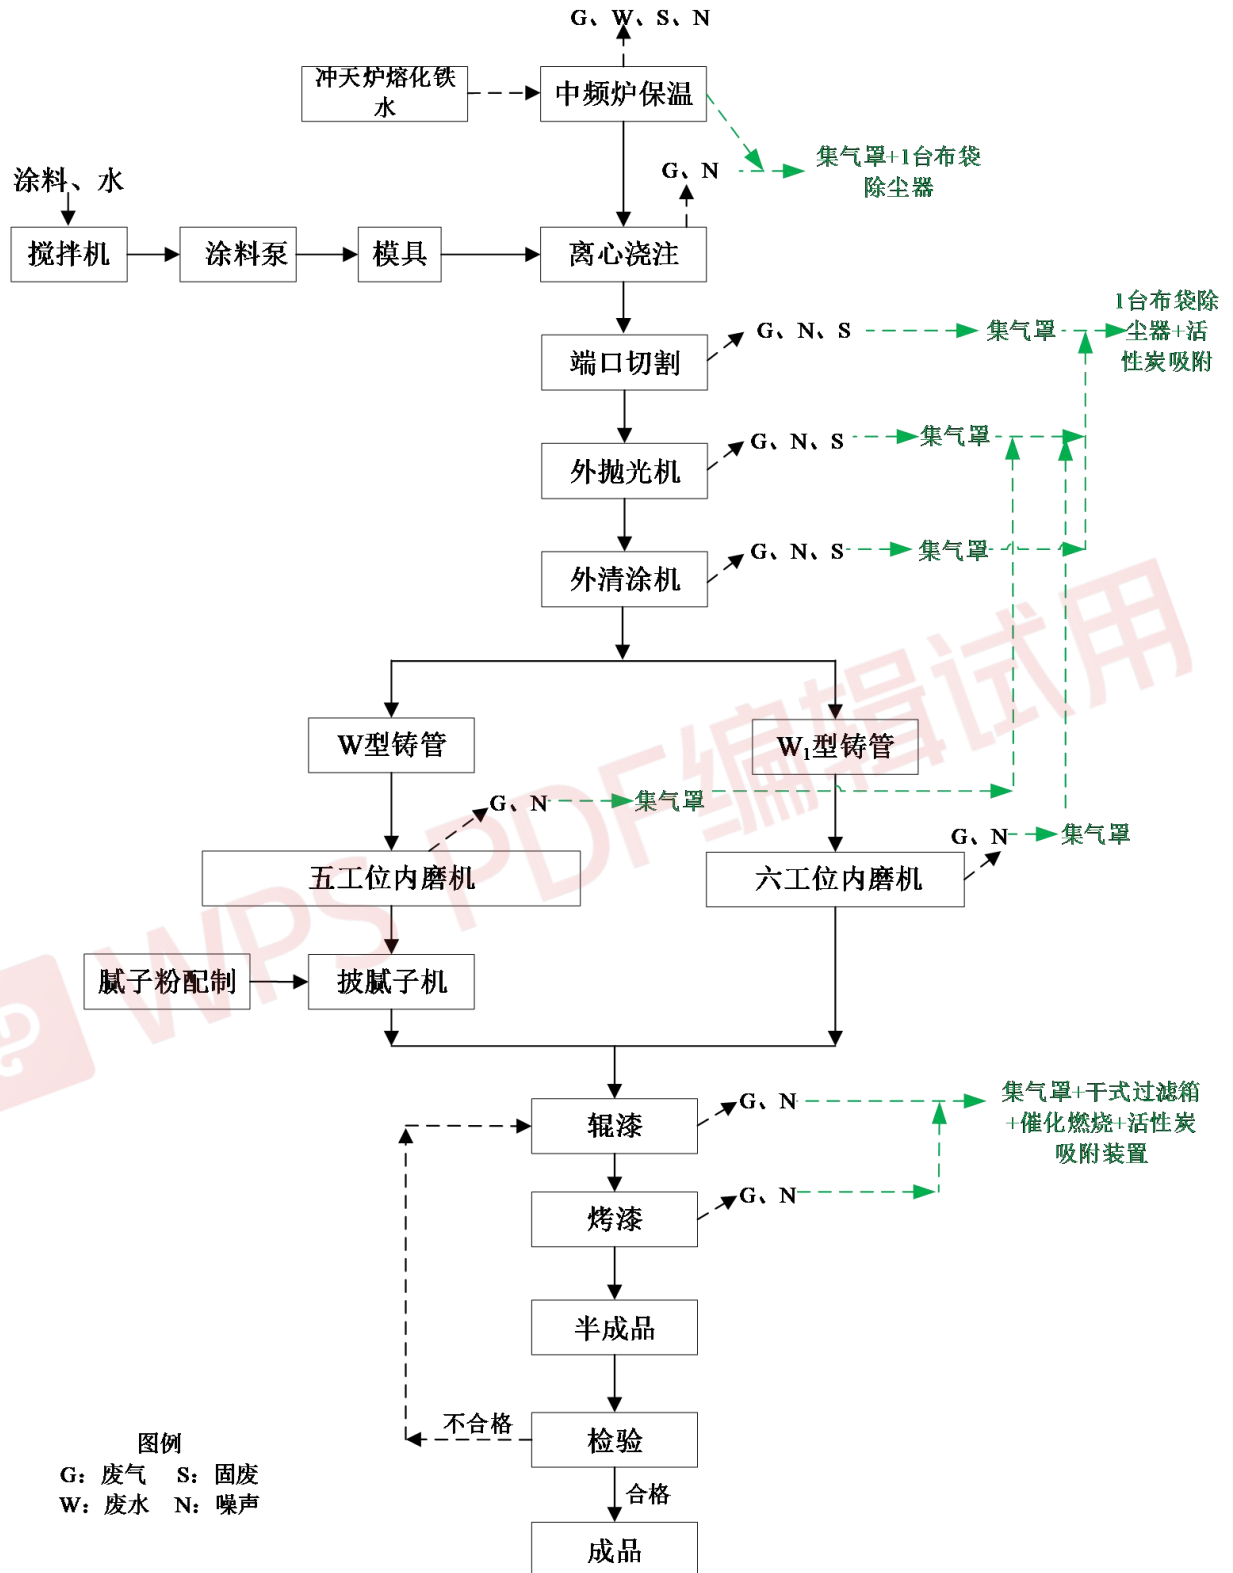 G、W、S、N
冲天炉熔化铁
水
中频炉保温
集气罩+1台布袋
除尘器
G、N
涂料、水
搅拌机
涂料泵
模具
离心浇注
1台布袋除
尘器+活
性炭吸附
端口切割
G、N、S
集气罩
外抛光机
G、N、S
集气罩
外清涂机
G、N、S
集气罩
W型铸管
W₁型铸管
G、N
集气罩
G、N
集气罩
五工位内磨机
六工位内磨机
腻子粉配制
披腻子机
辊漆
G、N
集气罩+干式过滤箱
+催化燃烧+活性炭
吸附装置
烤漆
G、N
半成品
不合格
检验
合格
成品
图例
G：废气 S：固废
W：废水 N：噪声
WPS PDF编辑试用